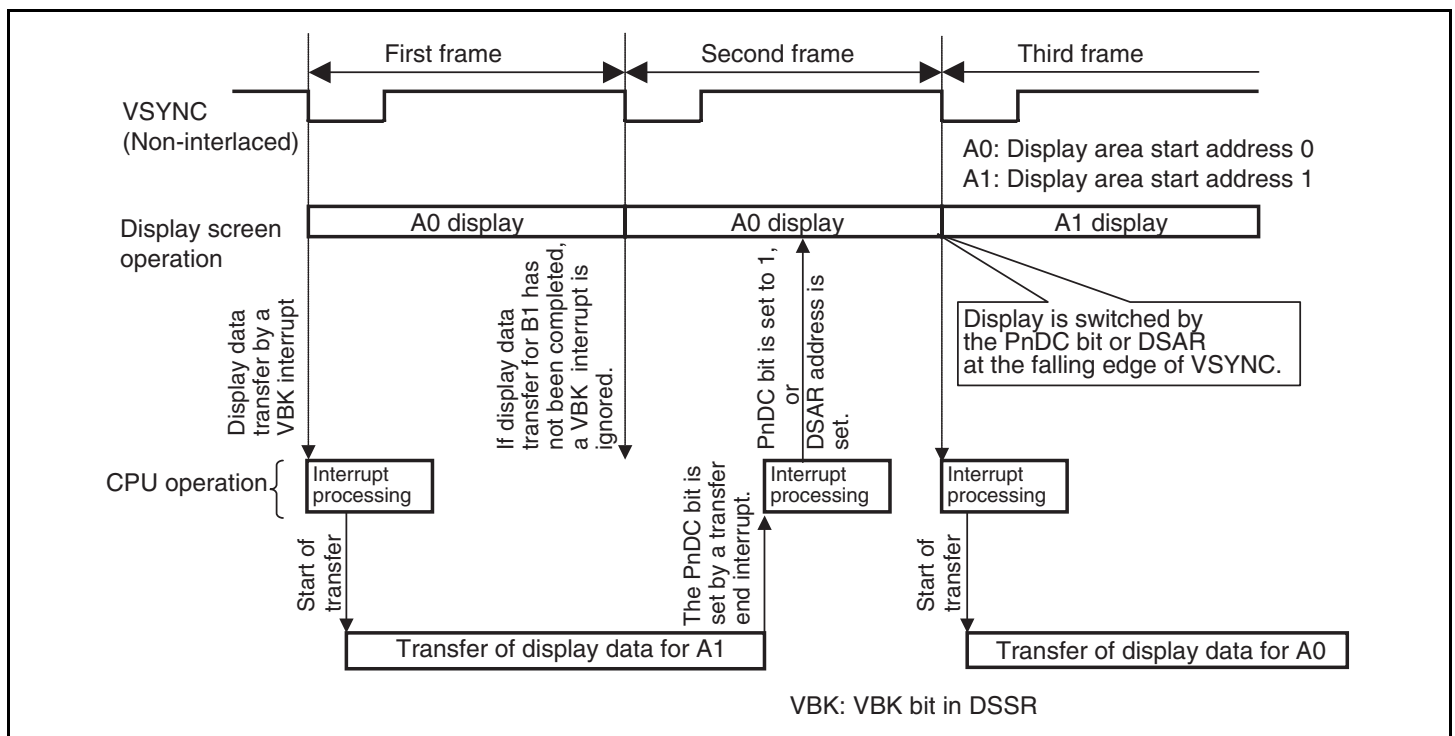 First frame
Second frame
Third frame
VSYNC
(Non-interlaced)
A0: Display area start address 0
A1: Display area start address 1
Display screen
operation
A0 display
A0 display
A1 display
Display data
transfer by a
VBK interrupt
If display data
transfer for B1 has
not been completed,
a VBK interrupt is
ignored.
PnDC bit is set to 1,
or
DSAR address is
set.
Display is switched by
the PnDC bit or DSAR
at the falling edge of VSYNC.
CPU operation
Interrupt
processing
Interrupt
processing
Interrupt
processing
Start of
transfer
The PnDC bit is
set by a transfer
end interrupt.
Start of
transfer
Transfer of display data for A1
Transfer of display data for A0
VBK: VBK bit in DSSR